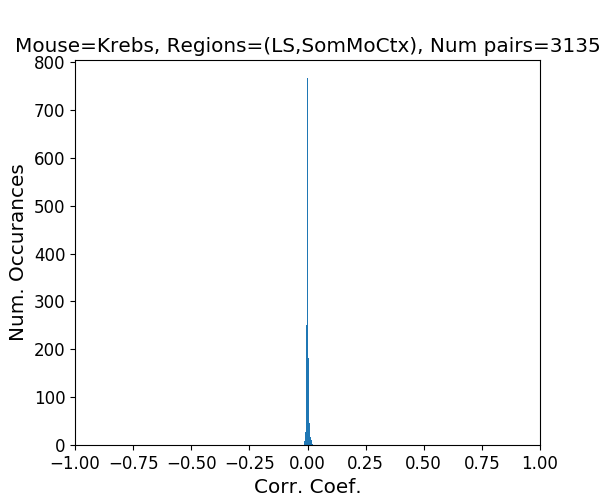 Mouse=Krebs, Regions=(LS,SomMoCtx), Num pairs=3135
800
700
600
500
400
300
200
100
0
Num. Occurances
−1.00 −0.75 −0.50 −0.25 0.00 0.25 0.50 0.75 1.00
Corr. Coef.